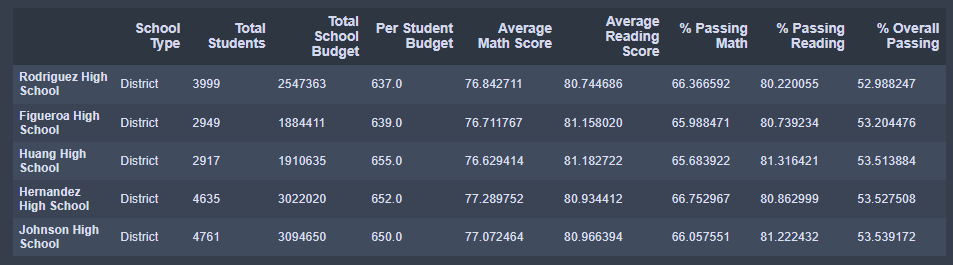 School Type Total Students Total School Budget Per Student Budget Average Math Score Average Reading Score % Passing Math % Passing Reading % Overall Passing
Rodriguez High School District 3999 2547363 637.0 76.842711 80.744686 66.366592 80.220055 52.988247
Figueroa High School District 2949 1884411 639.0 76.711767 81.158020 65.988471 80.739234 53.204476
Huang High School District 2917 1910635 655.0 76.629414 81.182722 65.683922 81.316421 53.513884
Hernandez High School District 4635 3022020 652.0 77.289752 80.934412 66.752967 80.862999 53.527508
Johnson High School District 4761 3094650 650.0 77.072464 80.966394 66.057551 81.222432 53.539172